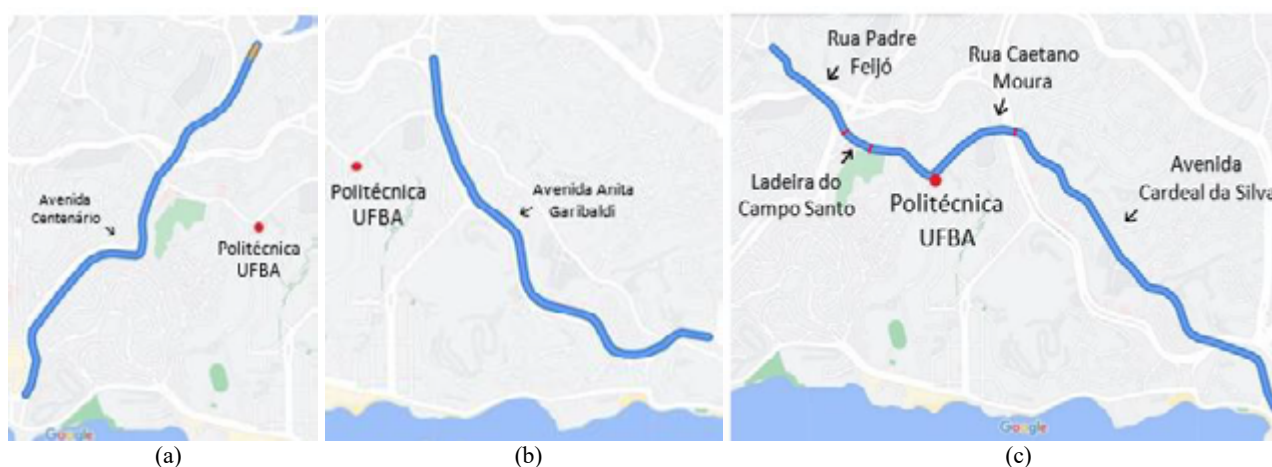 Avenida
Centenário
Politécnica
UFBA
Google
(a)
Politécnica
UFBA
Avenida Anita
Garibaldi
(b)
Rua Padre
Feijó
Rua Caetano
Moura
Ladeira do
Campo Santo
Politécnica
UFBA
Avenida
Cardeal da Silva
Google
(c)